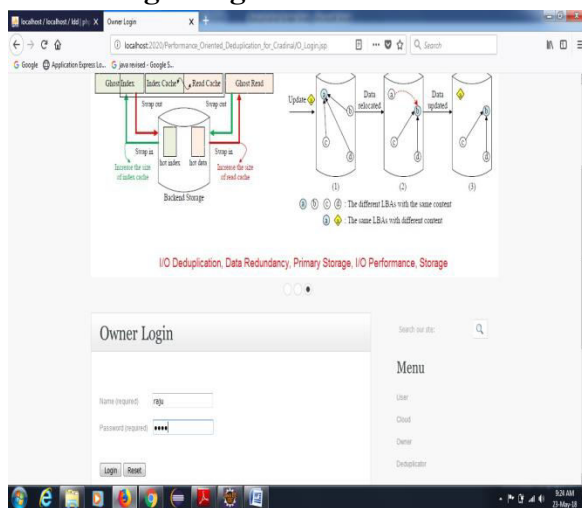 localhost / localhost / kdd | php
Owner Login
localhost:2020/Performance_Oriented_Deduplication_for_Cradinal/O_Login.jsp
Search
Google
Application Express Lo...
java revised - Google S...
Ghost Index
Index Cache
Read Cache
Ghost Read
Swap out
Swap out
Swap in
Swap in
hot index
hot data
Increase the size
of index cache
Increase the size
of read cache
Backend Storage
Update
a
b
c
d
Data
relocated
a
b
c
d
Data
updated
a
b
c
d
(1)
(2)
(3)
a b c d : The different LBAs with the same content
a a : The same LBAs with different content
I/O Deduplication, Data Redundancy, Primary Storage, I/O Performance, Storage
Owner Login
Search our site:
Menu
Name (required)
ragu
User
Password (required)
Cloud
Owner
Login
Reset
Deduplicator
9:24 AM
23-May-18